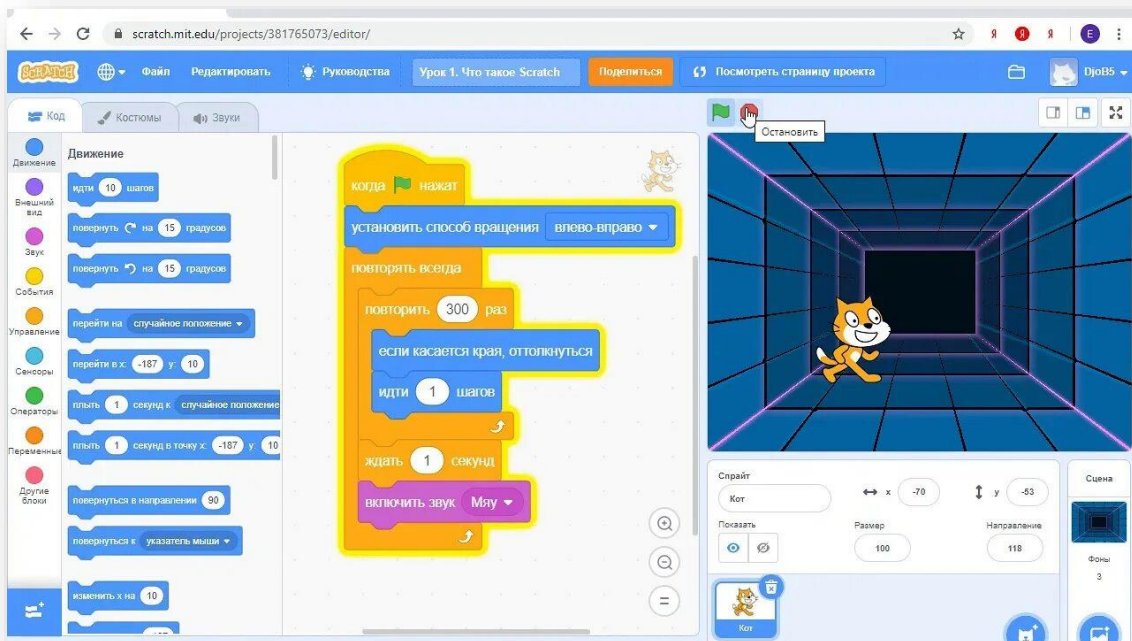 scratch.mit.edu/projects/381765073/editor/
Я Я Я E
SCRATCH Файл Редактировать Руководства Урок 1. Что такое Scratch Поделиться Посмотреть страницу проекта DjoB5
Код Костюмы Звуки
Остановить
Движение
Внешний вид
Звук
События
Управление
Сенсоры
Операторы
Переменные
Другие блоки
Движение
идти 10 шагов
повернуть на 15 градусов
повернуть на 15 градусов
перейти на случайное положение
перейти в x: -187 y: 10
плыть 1 секунд к случайное положение
плыть 1 секунд в точку x: -187 y: 10
повернуться в направлении 90
повернуться к указатель мыши
изменить x на 10
когда нажат
установить способ вращения влево-вправо
повторять всегда
повторить 300 раз
если касается края, оттолкнуться
идти 1 шагов
ждать 1 секунд
включить звук Мяу
Спрайт
Кот x -70 y -53
Показать Размер Направление
100 118
Кот
Сцена
Фоны
3